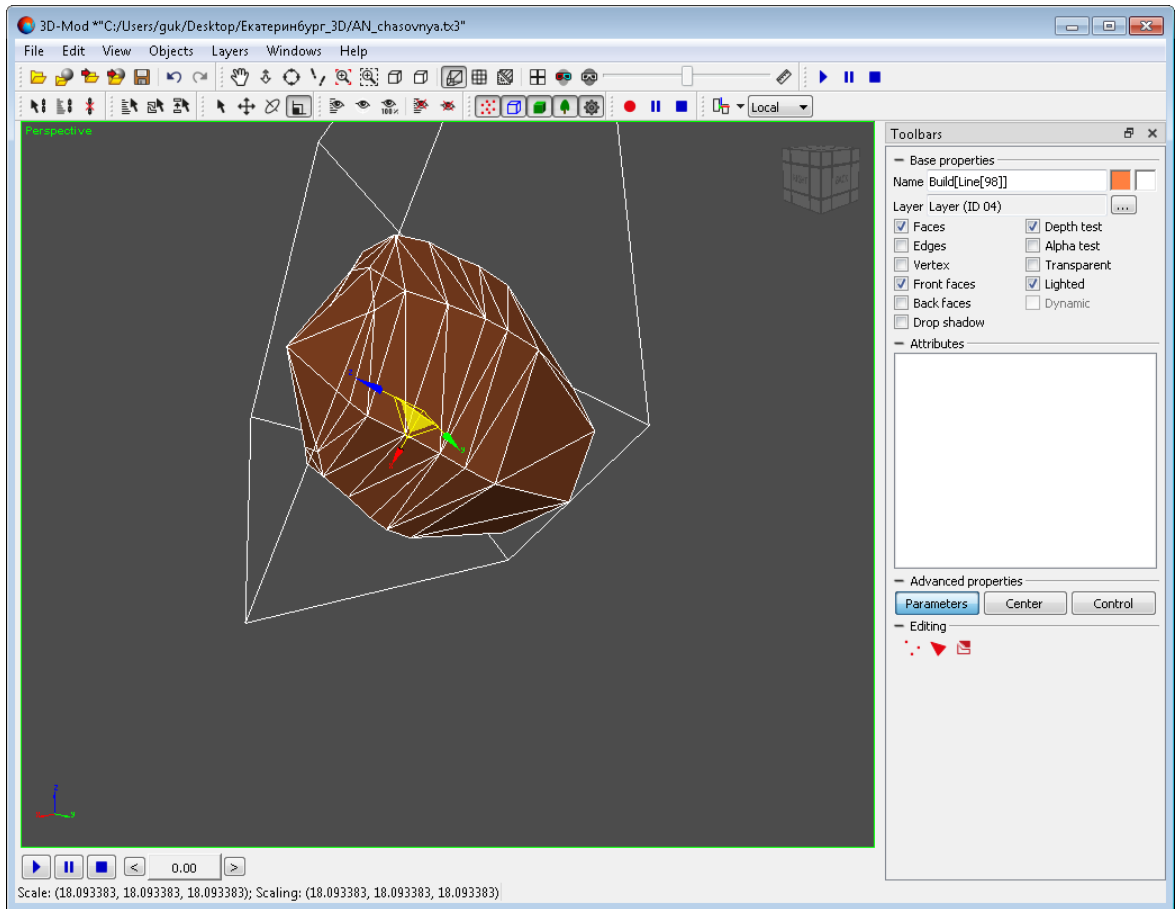 3D-Mod *"C:/Users/guk/Desktop/Екатеринбург_3D/AN_chasovnya.tx3"
File Edit View Objects Layers Windows Help
100%
Local
Perspective
RIGHT BACK
z
y
z
y
Toolbars
Base properties
Name Build[Line[98]]
Layer Layer (ID 04) ...
Faces Depth test
Edges Alpha test
Vertex Transparent
Front faces Lighted
Back faces Dynamic
Drop shadow
Attributes
Advanced properties
Parameters Center Control
Editing
< 0.00 >
Scale: (18.093383, 18.093383, 18.093383); Scaling: (18.093383, 18.093383, 18.093383)